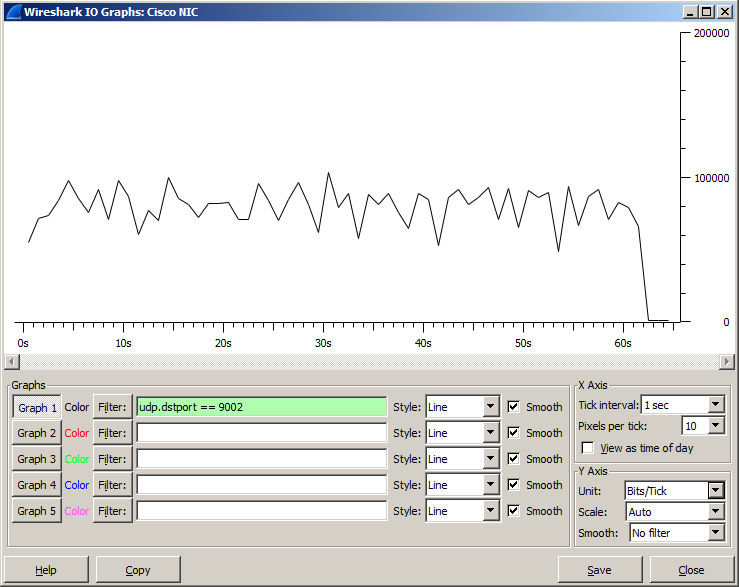 Wireshark IO Graphs: Cisco NIC
200000
100000
0
0s 10s 20s 30s 40s 50s 60s
Graphs
Graph 1 Color Filter: udp.dstport == 9002 Style: Line Smooth
Graph 2 Color Filter: Style: Line Smooth
Graph 3 Color Filter: Style: Line Smooth
Graph 4 Color Filter: Style: Line Smooth
Graph 5 Color Filter: Style: Line Smooth
X Axis
Tick interval: 1 sec
Pixels per tick: 10
View as time of day
Y Axis
Unit: Bits/Tick
Scale: Auto
Smooth: No filter
Help Copy Save Close